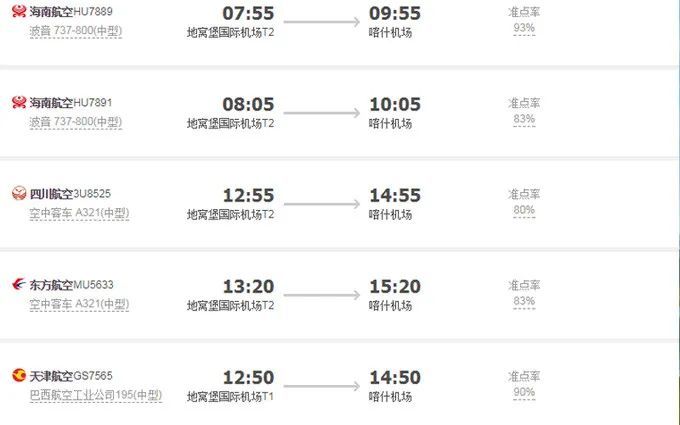 海南航空HU7889 07:55 09:55 准点率
波音 737-800(中型) 地窝堡国际机场T2 喀什机场 93%
海南航空HU7891 08:05 10:05 准点率
波音 737-800(中型) 地窝堡国际机场T2 喀什机场 83%
四川航空3U8525 12:55 14:55 准点率
空中客车 A321(中型) 地窝堡国际机场T2 喀什机场 80%
东方航空MU5633 13:20 15:20 准点率
空中客车 A321(中型) 地窝堡国际机场T2 喀什机场 83%
天津航空GS7565 12:50 14:50 准点率
巴西航空工业公司195(中型) 地窝堡国际机场T1 喀什机场 90%